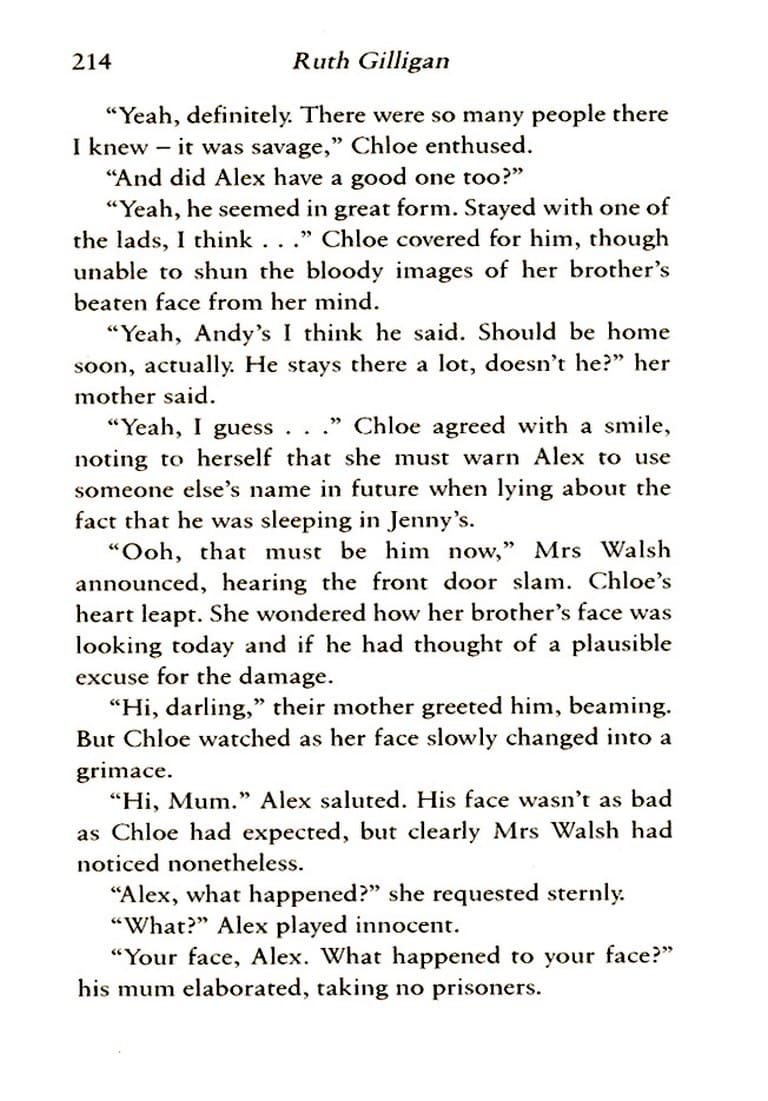 214 Ruth Gilligan
“Yeah, definitely. There were so many people there
I knew – it was savage,” Chloe enthused.
“And did Alex have a good one too?”
“Yeah, he seemed in great form. Stayed with one of
the lads, I think . . .” Chloe covered for him, though
unable to shun the bloody images of her brother’s
beaten face from her mind.
“Yeah, Andy’s I think he said. Should be home
soon, actually. He stays there a lot, doesn’t he?” her
mother said.
“Yeah, I guess . . .” Chloe agreed with a smile,
noting to herself that she must warn Alex to use
someone else’s name in future when lying about the
fact that he was sleeping in Jenny’s.
“Ooh, that must be him now,” Mrs Walsh
announced, hearing the front door slam. Chloe’s
heart leapt. She wondered how her brother’s face was
looking today and if he had thought of a plausible
excuse for the damage.
“Hi, darling,” their mother greeted him, beaming.
But Chloe watched as her face slowly changed into a
grimace.
“Hi, Mum.” Alex saluted. His face wasn’t as bad
as Chloe had expected, but clearly Mrs Walsh had
noticed nonetheless.
“Alex, what happened?” she requested sternly.
“What?” Alex played innocent.
“Your face, Alex. What happened to your face?”
his mum elaborated, taking no prisoners.